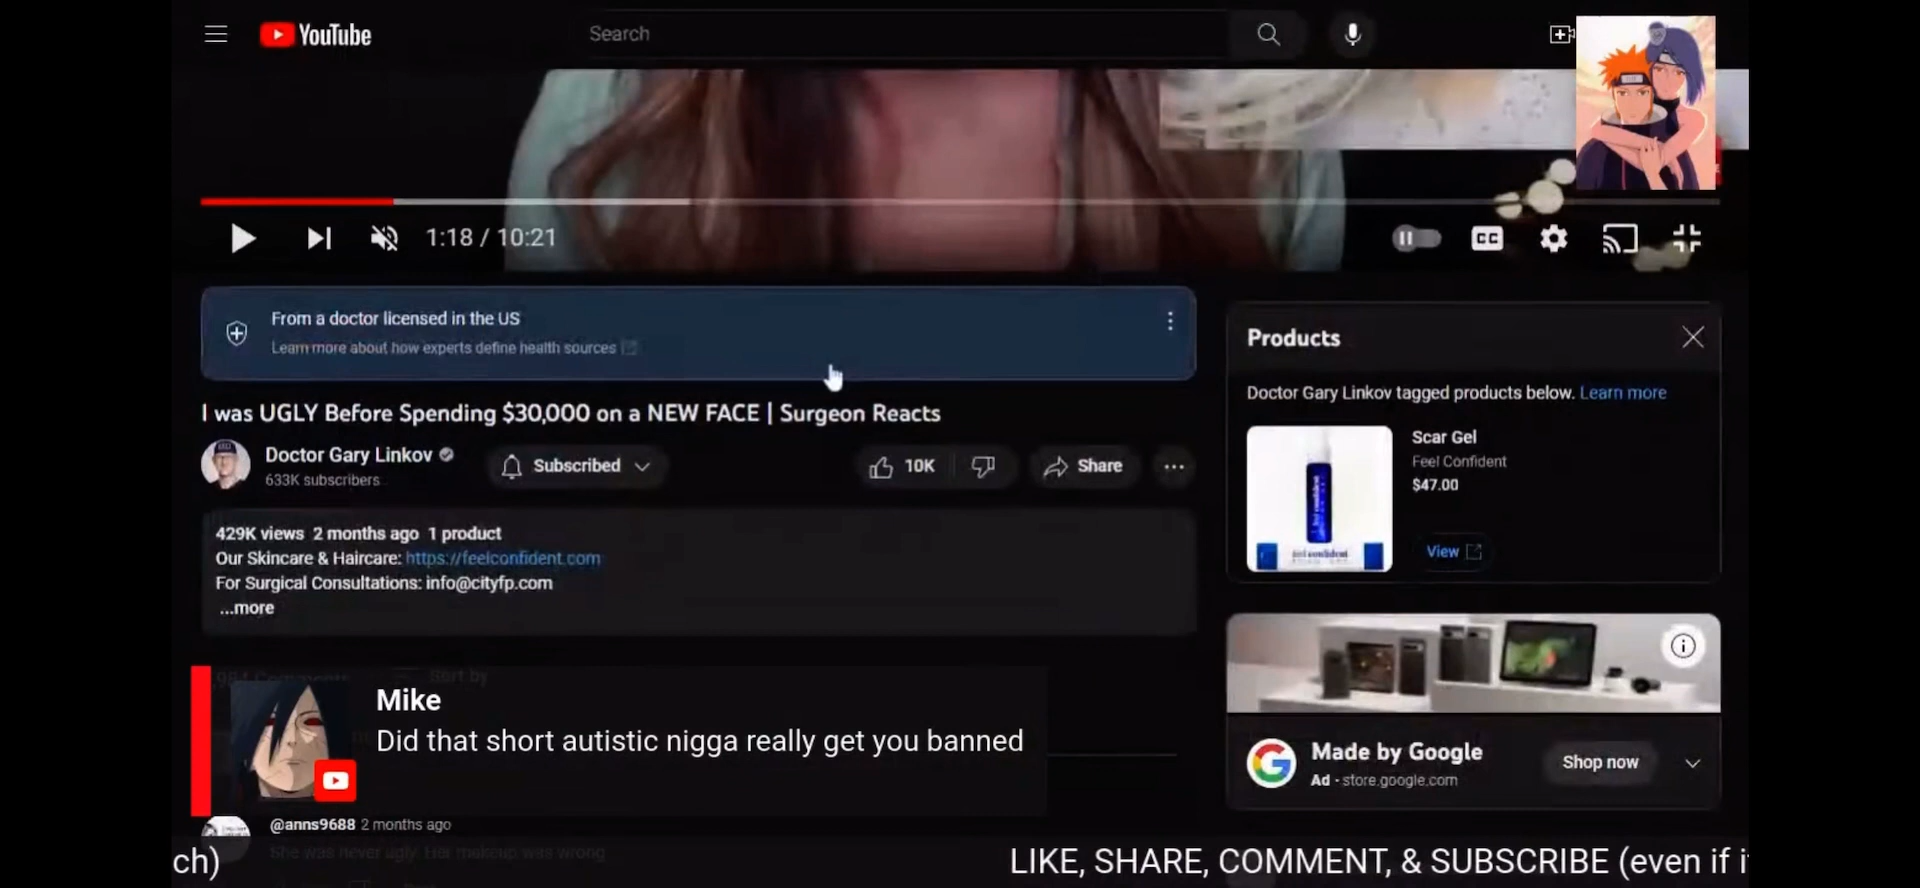 YouTube
Search
1:18 / 10:21
CC
From a doctor licensed in the US
Learn more about how experts define health sources
I was UGLY Before Spending $30,000 on a NEW FACE | Surgeon Reacts
Doctor Gary Linkov
633K subscribers
Subscribed
10K
Share
429K views 2 months ago 1 product
Our Skincare & Haircare: https://feelconfident.com
For Surgical Consultations: info@cityfp.com
...more
Products
Doctor Gary Linkov tagged products below. Learn more
Scar Gel
Feel Confident
$47.00
View
Made by Google
Ad · store.google.com
Shop now
Comments
Sort by
Mike
Did that short autistic nigga really get you banned
@anns9688 2 months ago
She was never ugly. Her makeup was wrong
ch)
LIKE, SHARE, COMMENT, & SUBSCRIBE (even if i